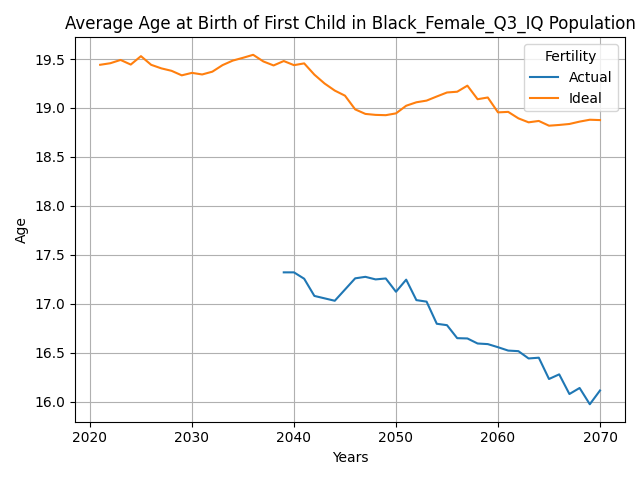 Average Age at Birth of First Child in Black_Female_Q3_IQ Population
Fertility
Actual
Ideal
19.5
19.0
18.5
18.0
17.5
17.0
16.5
16.0
Age
2020 2030 2040 2050 2060 2070
Years